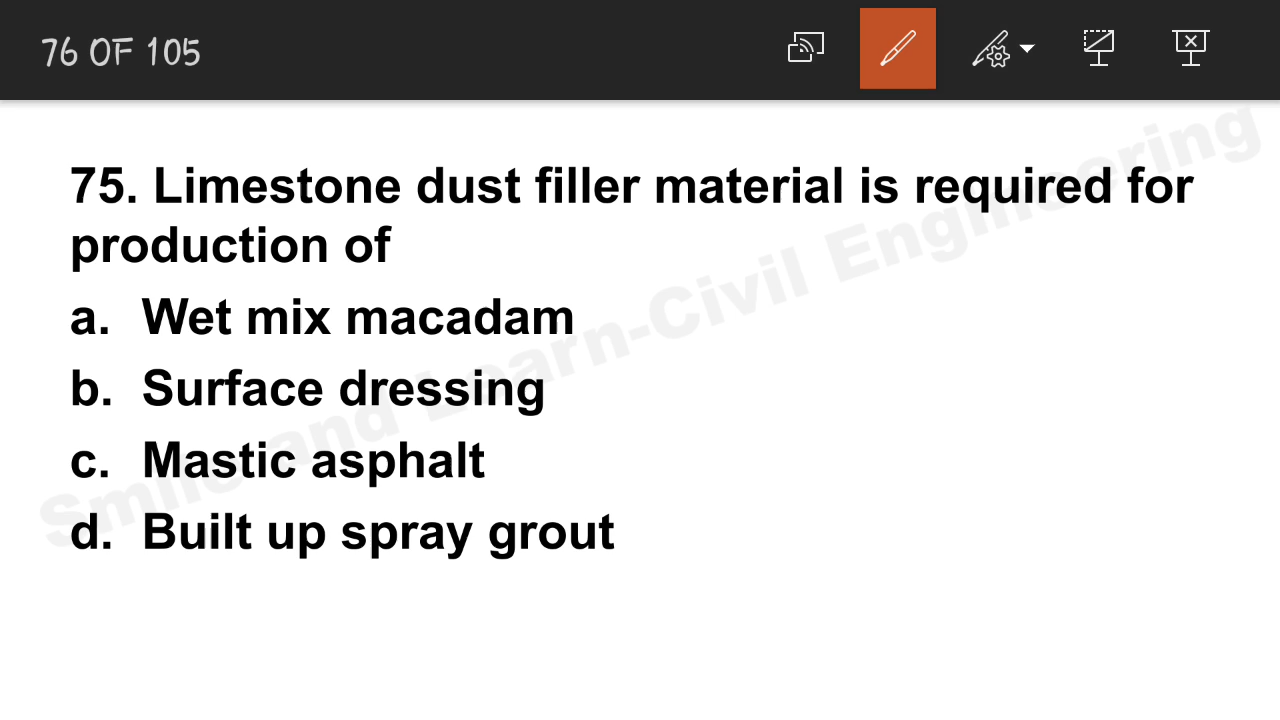 76 OF 105
75. Limestone dust filler material is required for
production of
a. Wet mix macadam
b. Surface dressing
c. Mastic asphalt
d. Built up spray grout
Smile and Learn-Civil Engineering